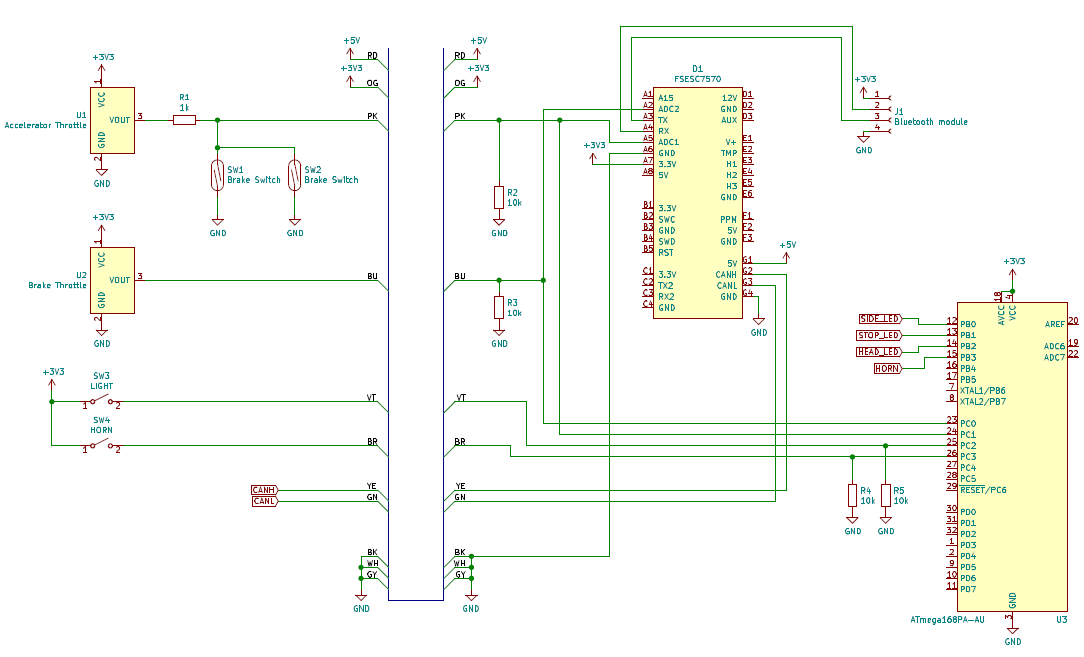 +3V3
1
VCC
VOUT
3
GND
2
GND
U1
Accelerator Throttle
R1
1k
SW1
Brake Switch
GND
SW2
Brake Switch
GND
+3V3
1
VCC
VOUT
3
GND
2
GND
U2
Brake Throttle
+3V3
SW3
LIGHT
1
2
SW4
HORN
1
2
CANH
CANL
+5V
RD
+3V3
OG
PK
BU
VT
BR
YE
GN
BK
WH
GY
GND
+5V
RD
+3V3
OG
PK
BU
VT
BR
YE
GN
BK
WH
GY
GND
R2
10k
GND
R3
10k
GND
+3V3
D1
FSESC7570
A1 A15
A2 ADC2
A3 TX
A4 RX
A5 ADC1
A6 GND
A7 3.3V
A8 5V
B1 3.3V
B2 SWC
B3 GND
B4 SWD
B5 RST
C1 3.3V
C2 TX2
C3 RX2
C4 GND
12V D1
GND D2
AUX D3
V+ E1
TMP E2
H1 E3
H2 E4
H3 E5
GND E6
PPN F1
5V F2
GND F3
5V G1
CANH G2
CANL G3
GND G4
+5V
GND
+3V3
1
2
3
4
GND
J1
Bluetooth module
R4
10k
GND
R5
10k
GND
SIDE_LED
STOP_LED
HEAD_LED
HORN
+3V3
18
4
AVCC
VCC
12 PB0
13 PB1
14 PB2
15 PB3
16 PB4
17 PB5
7 XTAL1/PB6
8 XTAL2/PB7
23 PC0
24 PC1
25 PC2
26 PC3
27 PC4
28 PC5
29 RESET/PC6
30 PD0
31 PD1
32 PD2
1 PD3
2 PD4
9 PD5
10 PD6
11 PD7
AREF 20
ADC6 19
ADC7 22
GND
3
GND
ATmega168PA-AU
U3